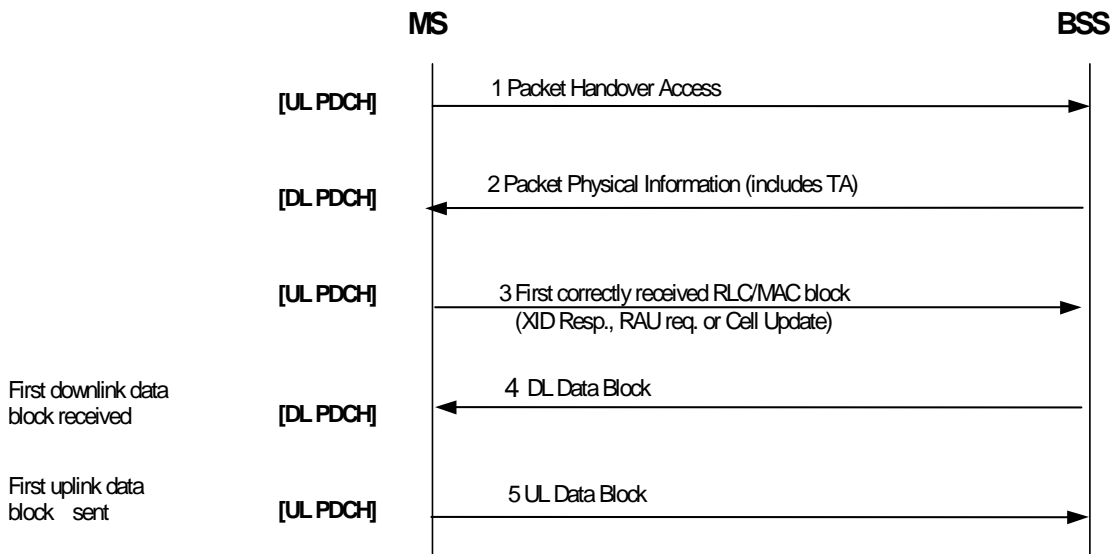 MS BSS
[UL PDCH] 1 Packet Handover Access
[DL PDCH] 2 Packet Physical Information (includes TA)
[UL PDCH] 3 First correctly received RLC/MAC block
(XID Resp., RAU req. or Cell Update)
First downlink data
block received
[DL PDCH] 4 DL Data Block
First uplink data
block sent
[UL PDCH] 5 UL Data Block